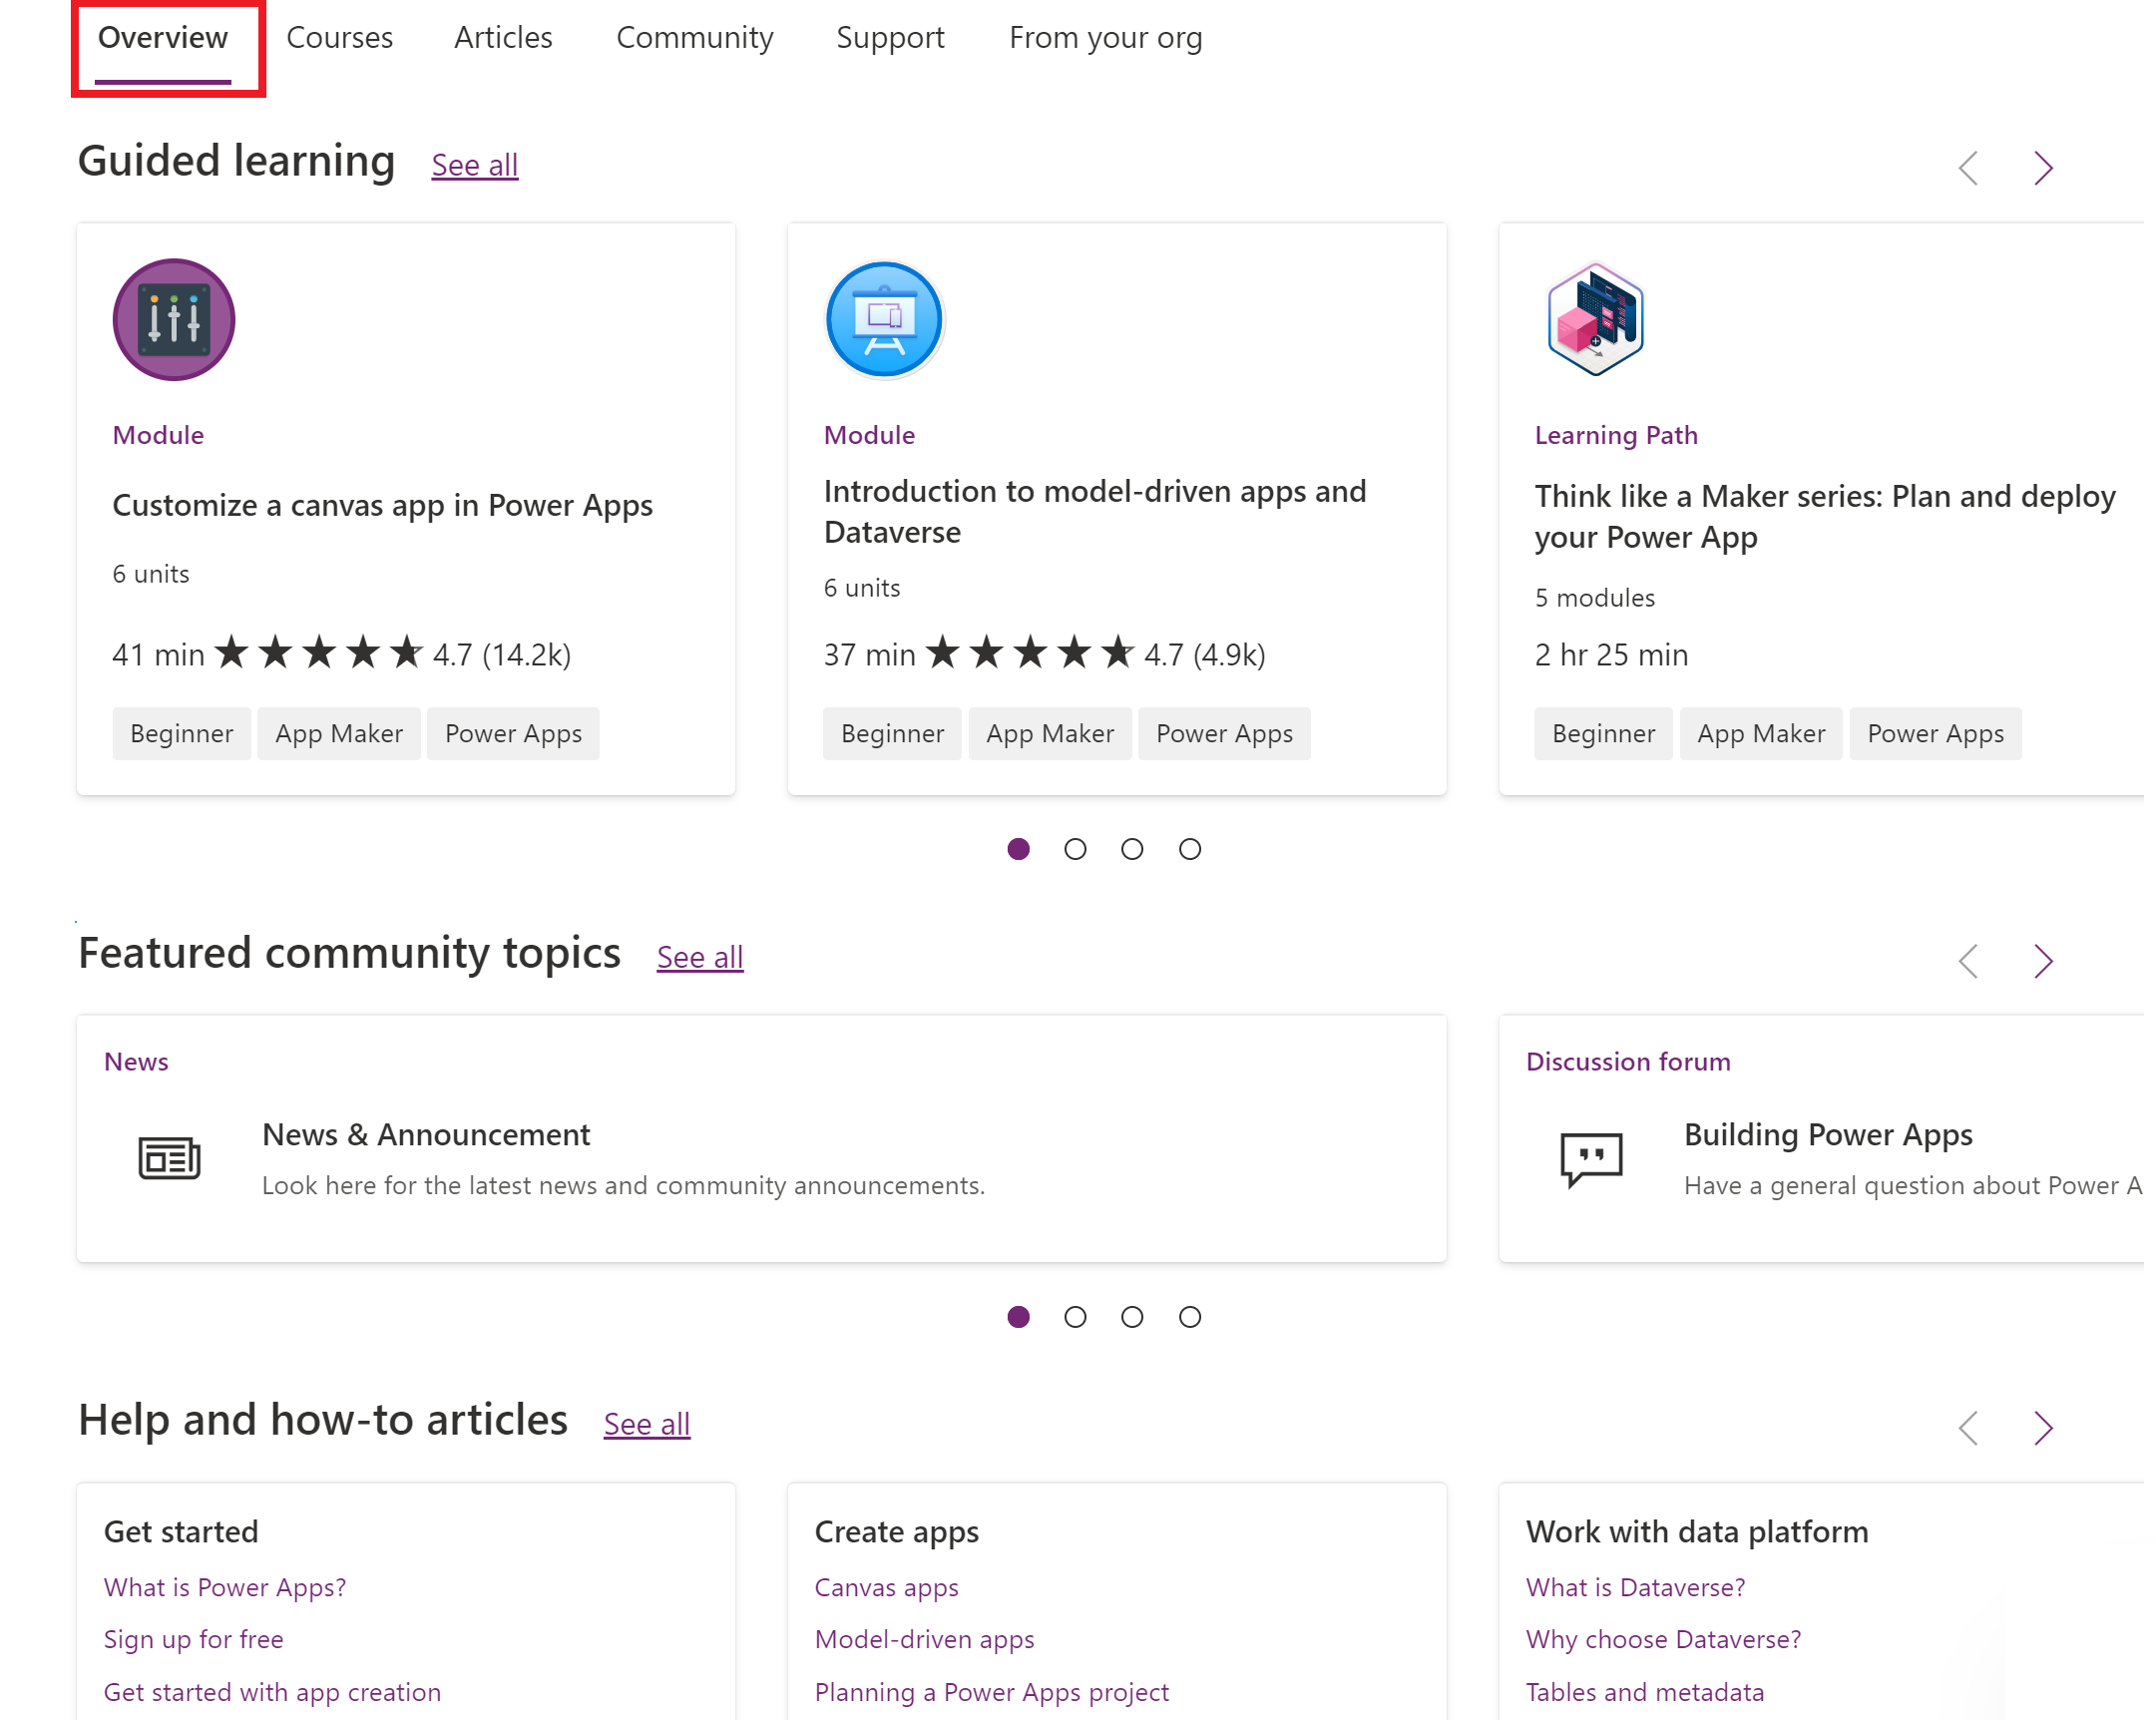 Overview Courses Articles Community Support From your org
Guided learning See all
Module
Customize a canvas app in Power Apps
6 units
41 min 4.7 (14.2k)
Beginner App Maker Power Apps
Module
Introduction to model-driven apps and
Dataverse
6 units
37 min 4.7 (4.9k)
Beginner App Maker Power Apps
Learning Path
Think like a Maker series: Plan and deploy
your Power App
5 modules
2 hr 25 min
Beginner App Maker Power Apps
Featured community topics See all
News
News & Announcement
Look here for the latest news and community announcements.
Discussion forum
Building Power Apps
Have a general question about Power A
Help and how-to articles See all
Get started
What is Power Apps?
Sign up for free
Get started with app creation
Create apps
Canvas apps
Model-driven apps
Planning a Power Apps project
Work with data platform
What is Dataverse?
Why choose Dataverse?
Tables and metadata